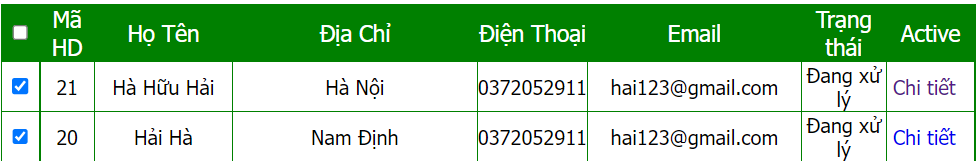 Mã HD Họ Tên Địa Chỉ Điện Thoại Email Trạng thái Active
21 Hà Hữu Hải Hà Nội 0372052911 hai123@gmail.com Đang xử lý Chi tiết
20 Hải Hà Nam Định 0372052911 hai123@gmail.com Đang xử lý Chi tiết